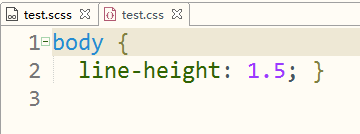 test.scss test.css
1 body {
2 line-height: 1.5; }
3